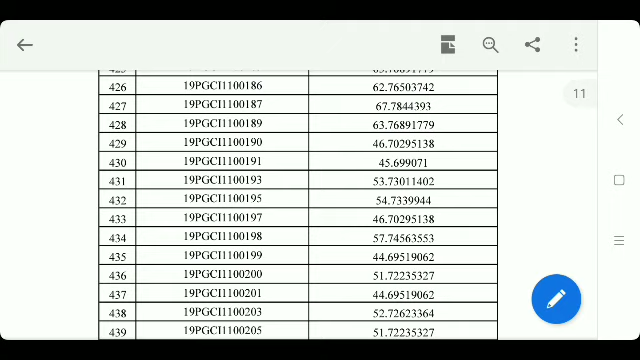 11
426 19PGCI1100186 62.76503742
427 19PGCI1100187 67.7844393
428 19PGCI1100189 63.76891779
429 19PGCI1100190 46.70295138
430 19PGCI1100191 45.699071
431 19PGCI1100193 53.73011402
432 19PGCI1100195 54.7339944
433 19PGCI1100197 46.70295138
434 19PGCI1100198 57.74563553
435 19PGCI1100199 44.69519062
436 19PGCI1100200 51.72235327
437 19PGCI1100201 44.69519062
438 19PGCI1100203 52.72623364
439 19PGCI1100205 51.72235327